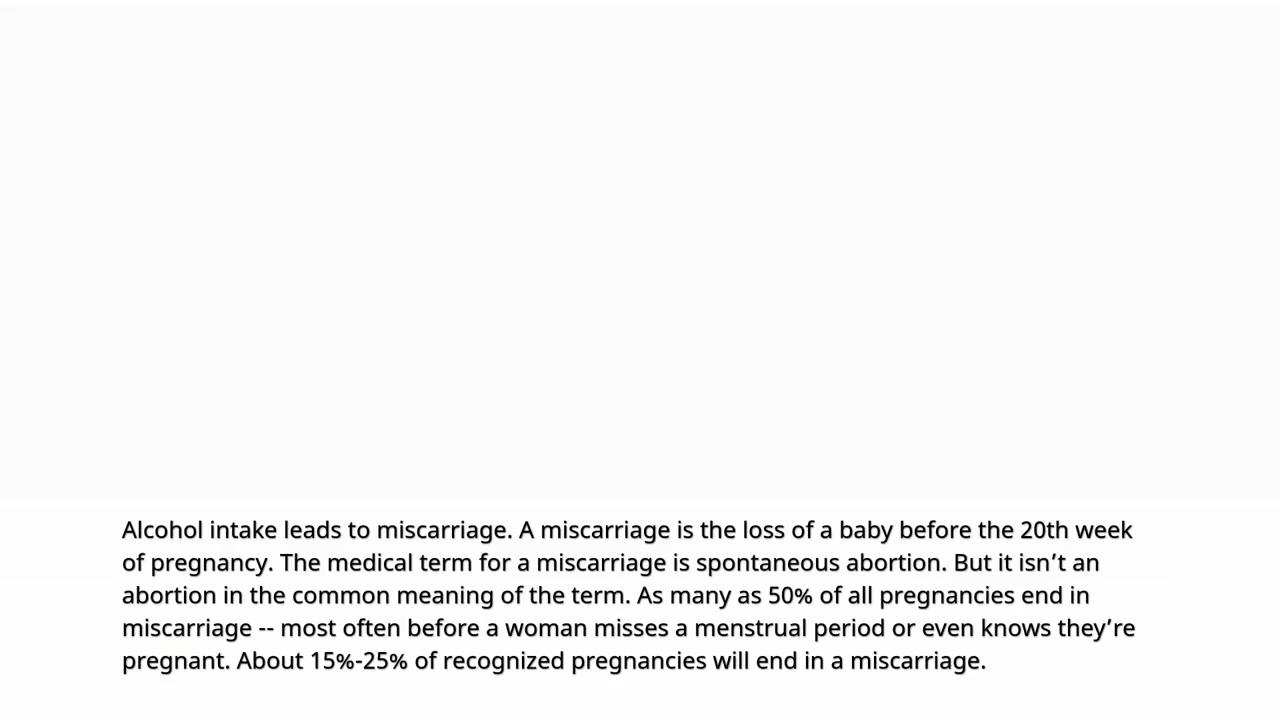 Alcohol intake leads to miscarriage. A miscarriage is the loss of a baby before the 20th week
of pregnancy. The medical term for a miscarriage is spontaneous abortion. But it isn’t an
abortion in the common meaning of the term. As many as 50% of all pregnancies end in
miscarriage -- most often before a woman misses a menstrual period or even knows they’re
pregnant. About 15%-25% of recognized pregnancies will end in a miscarriage.